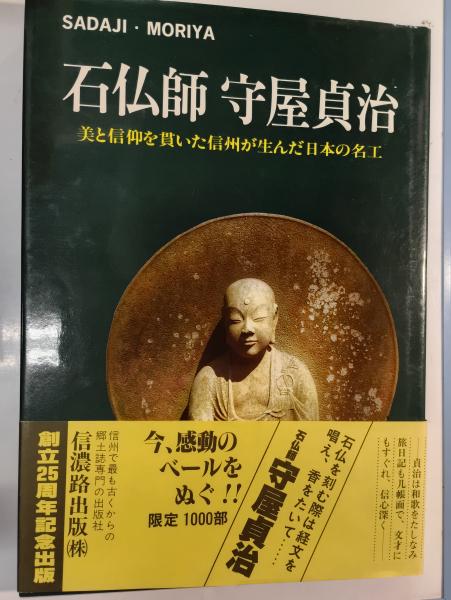 SADAJI・MORIYA
石仏師 守屋貞治
美と信仰を貫いた信州が生んだ日本の名工
貞治は和歌をたしなみ
旅日記も几帳面で、文才に
もすぐれ、信心深く
石仏を刻む際は経文を
唱え、香をたいて……
石仏師 守屋貞治
今、感動の
ベールを
ぬぐ!!
限定 1000部
信州で最も古くからの
郷土誌専門の出版社
信濃路出版㈱
創立25周年記念出版